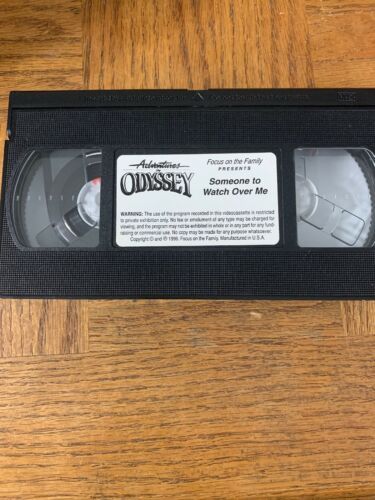 Adventures
in
ODYSSEY
Focus on the Family
PRESENTS
Someone to
Watch Over Me
WARNING: The use of the program recorded in this videocassette is restricted
to private exhibition only. No fee or emolument of any type may be charged for
viewing, and the program may not be exhibited in whole or in any part for any fund-
raising or commercial use. No copy may be made for any purpose whatsoever.
Copyright © and ℗ 1996. Focus on the Family. Manufactured in U.S.A.